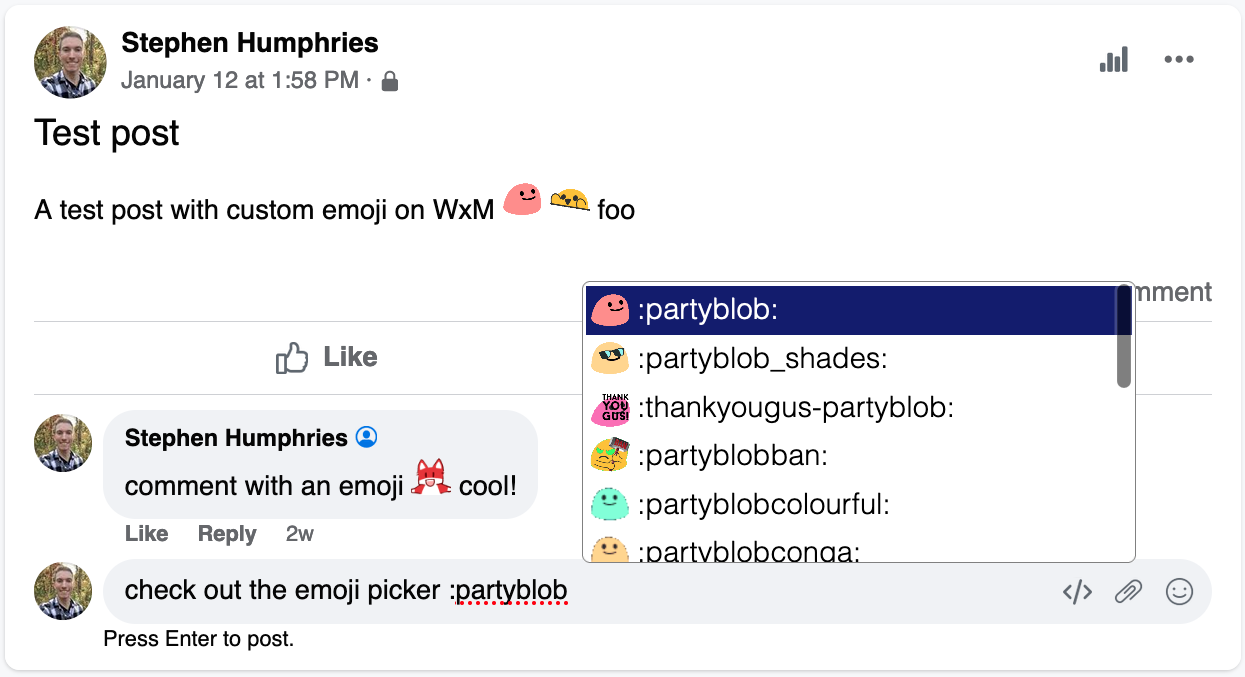 Stephen Humphries
January 12 at 1:58 PM ·
Test post
A test post with custom emoji on WxM foo
mment
Like
:partyblob:
:partyblob_shades:
THANK YOU GUS!
:thankyougus-partyblob:
:partyblobban:
:partyblobcolourful:
:partyblobconga:
Stephen Humphries
comment with an emoji cool!
Like Reply 2w
check out the emoji picker :partyblob
Press Enter to post.